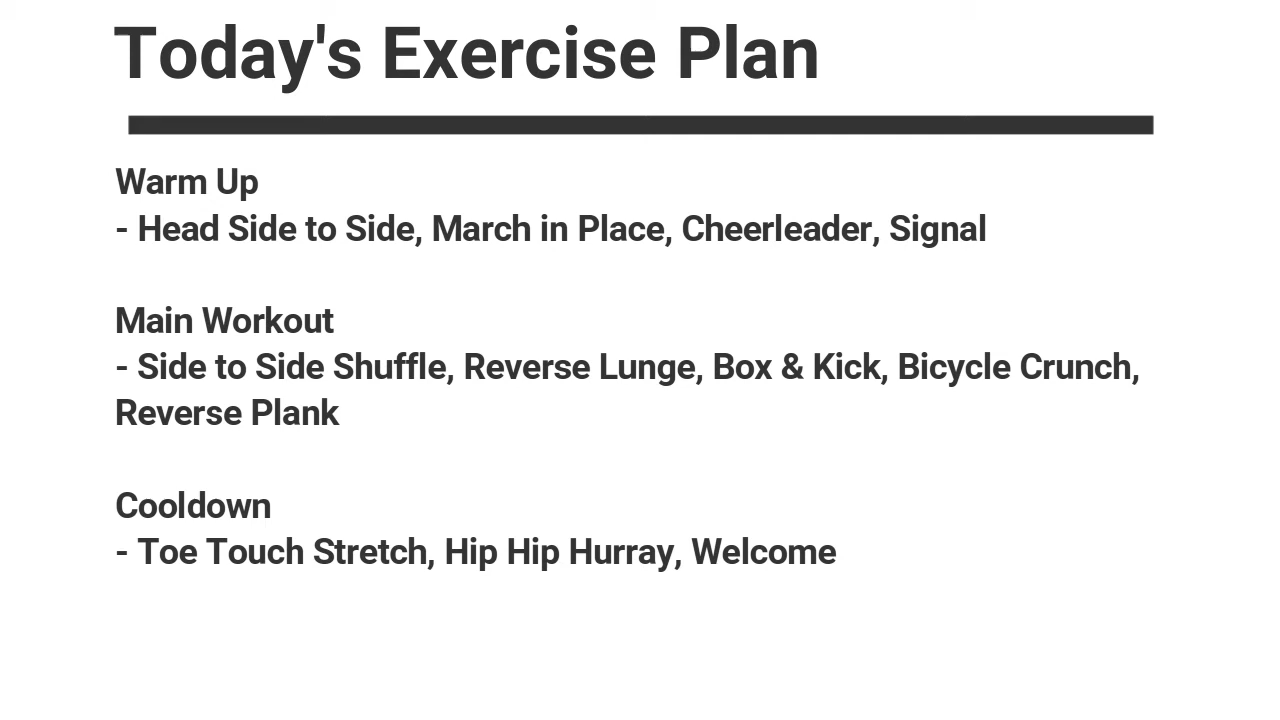 Today's Exercise Plan
Warm Up
- Head Side to Side, March in Place, Cheerleader, Signal
Main Workout
- Side to Side Shuffle, Reverse Lunge, Box & Kick, Bicycle Crunch,
Reverse Plank
Cooldown
- Toe Touch Stretch, Hip Hip Hurray, Welcome